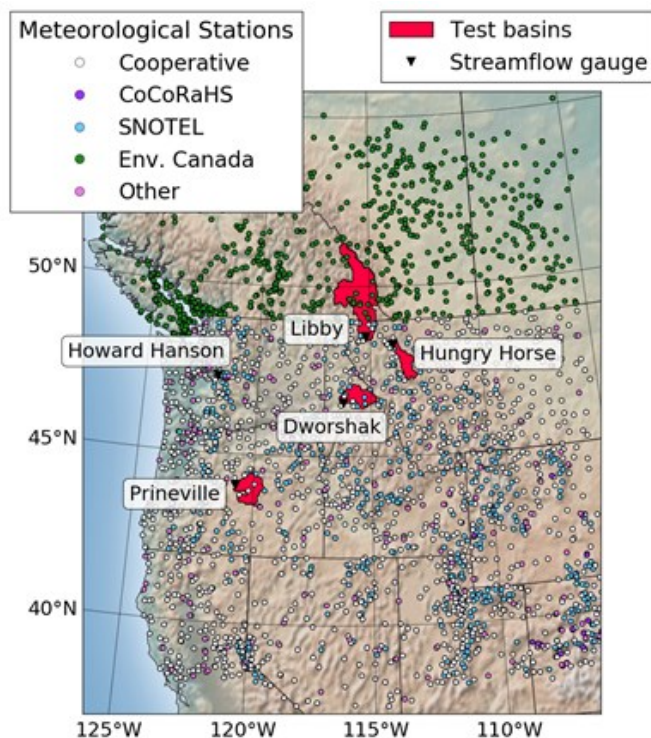 Meteorological Stations
Cooperative
CoCoRaHS
SNOTEL
Env. Canada
Other
Test basins
Streamflow gauge
50°N
Libby
Howard Hanson
Hungry Horse
Dworshak
45°N
Prineville
40°N
125°W 120°W 115°W 110°W